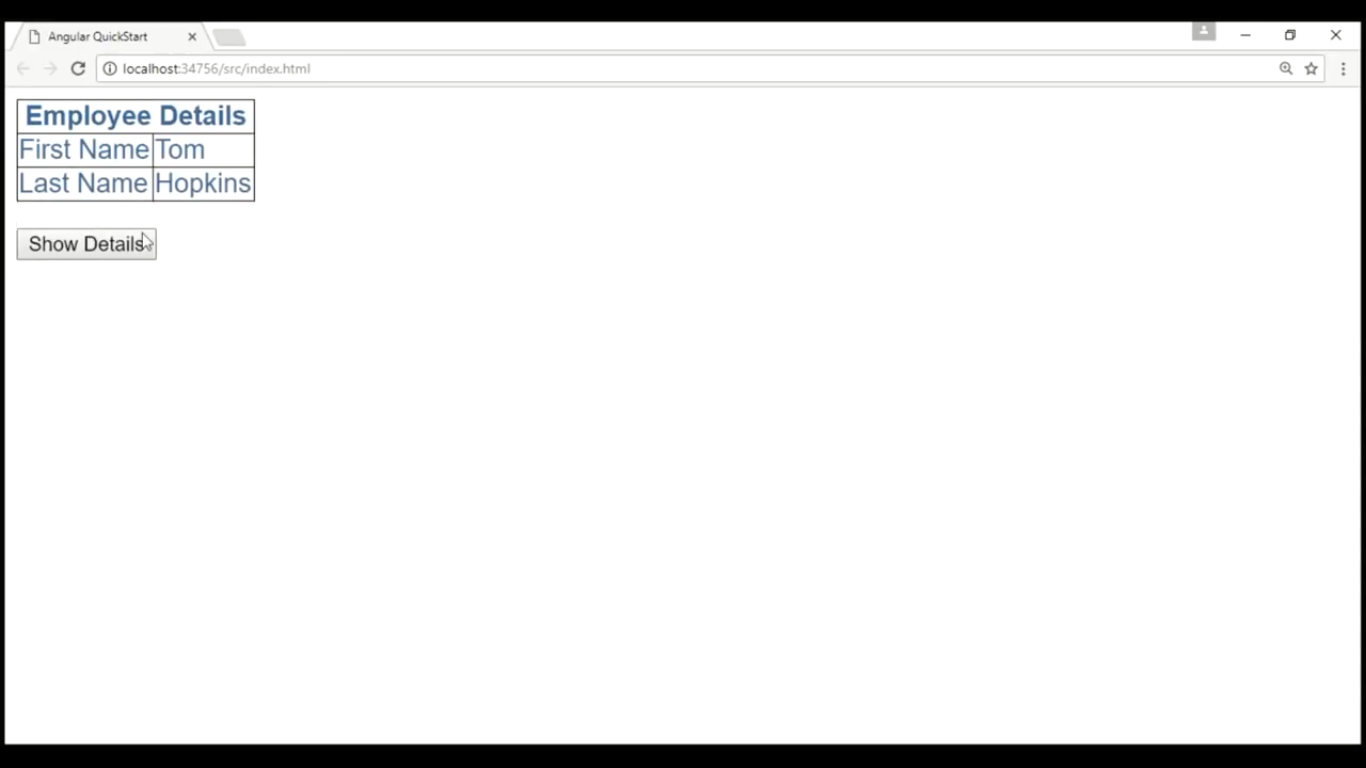 Angular QuickStart
localhost:34756/src/index.html
Employee Details
First Name Tom
Last Name Hopkins
Show Details